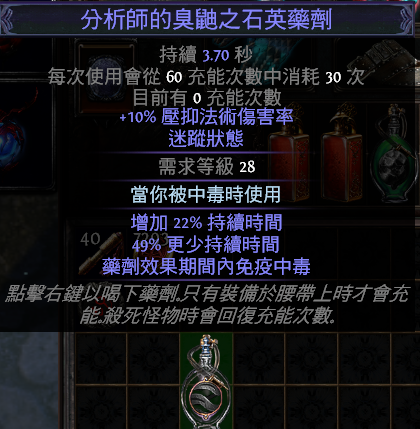 分析師的臭鼬之石英藥劑
持續 3.70 秒
每次使用會從 60 充能次數中消耗 30 次
目前有 0 充能次數
+10% 壓抑法術傷害率
迷蹤狀態
需求等級 28
當你被中毒時使用
增加 22% 持續時間
49% 更少持續時間
藥劑效果期間內免疫中毒
點擊右鍵以喝下藥劑.只有裝備於腰帶上時才會充
能.殺死怪物時會回復充能次數.
40